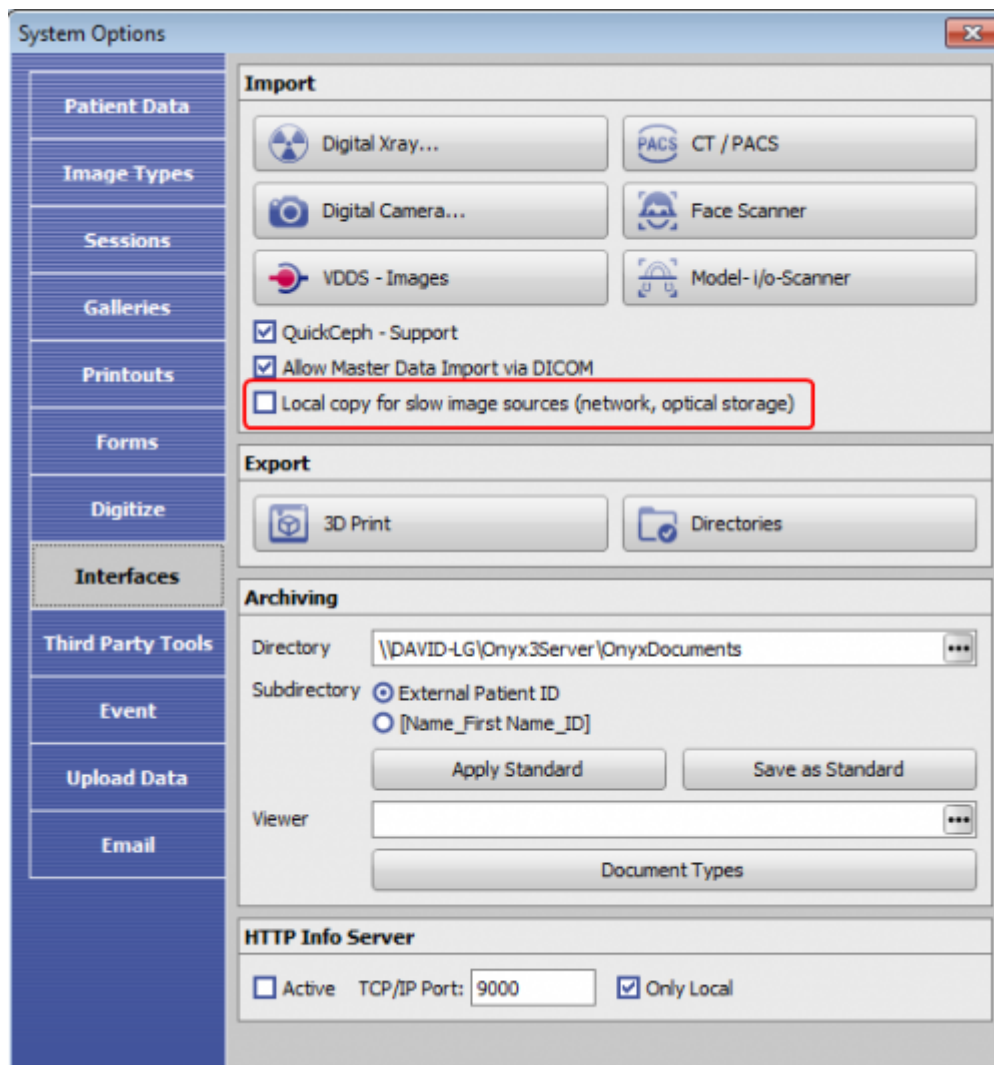 System Options
Patient Data
Image Types
Sessions
Galleries
Printouts
Forms
Digitize
Interfaces
Third Party Tools
Event
Upload Data
Email
Import
Digital Xray...
PACS CT / PACS
Digital Camera...
Face Scanner
VDDS - Images
Model- i/o-Scanner
QuickCeph - Support
Allow Master Data Import via DICOM
Local copy for slow image sources (network, optical storage)
Export
3D Print
Directories
Archiving
Directory \\DAVID-LG\Onyx3Server\OnyxDocuments ...
Subdirectory External Patient ID
[Name_First Name_ID]
Apply Standard Save as Standard
Viewer ...
Document Types
HTTP Info Server
Active TCP/IP Port: 9000 Only Local